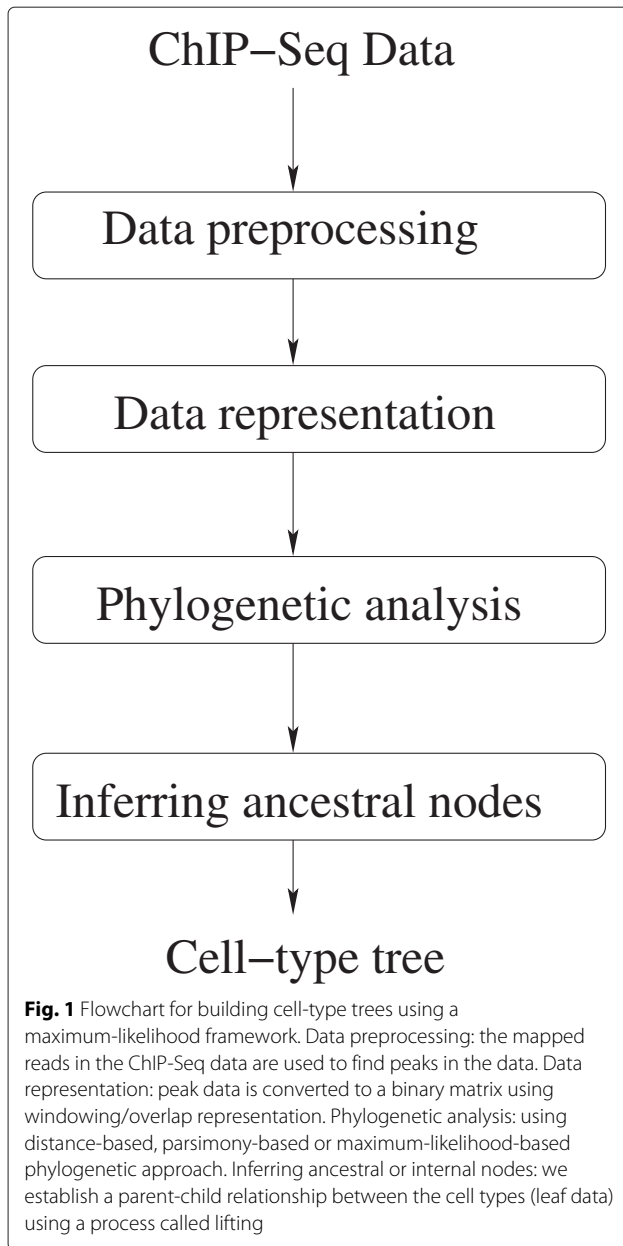 ChIP−Seq Data
Data preprocessing
Data representation
Phylogenetic analysis
Inferring ancestral nodes
Cell−type tree
Fig. 1 Flowchart for building cell-type trees using a
maximum-likelihood framework. Data preprocessing: the mapped
reads in the ChIP-Seq data are used to find peaks in the data. Data
representation: peak data is converted to a binary matrix using
windowing/overlap representation. Phylogenetic analysis: using
distance-based, parsimony-based or maximum-likelihood-based
phylogenetic approach. Inferring ancestral or internal nodes: we
establish a parent-child relationship between the cell types (leaf data)
using a process called lifting